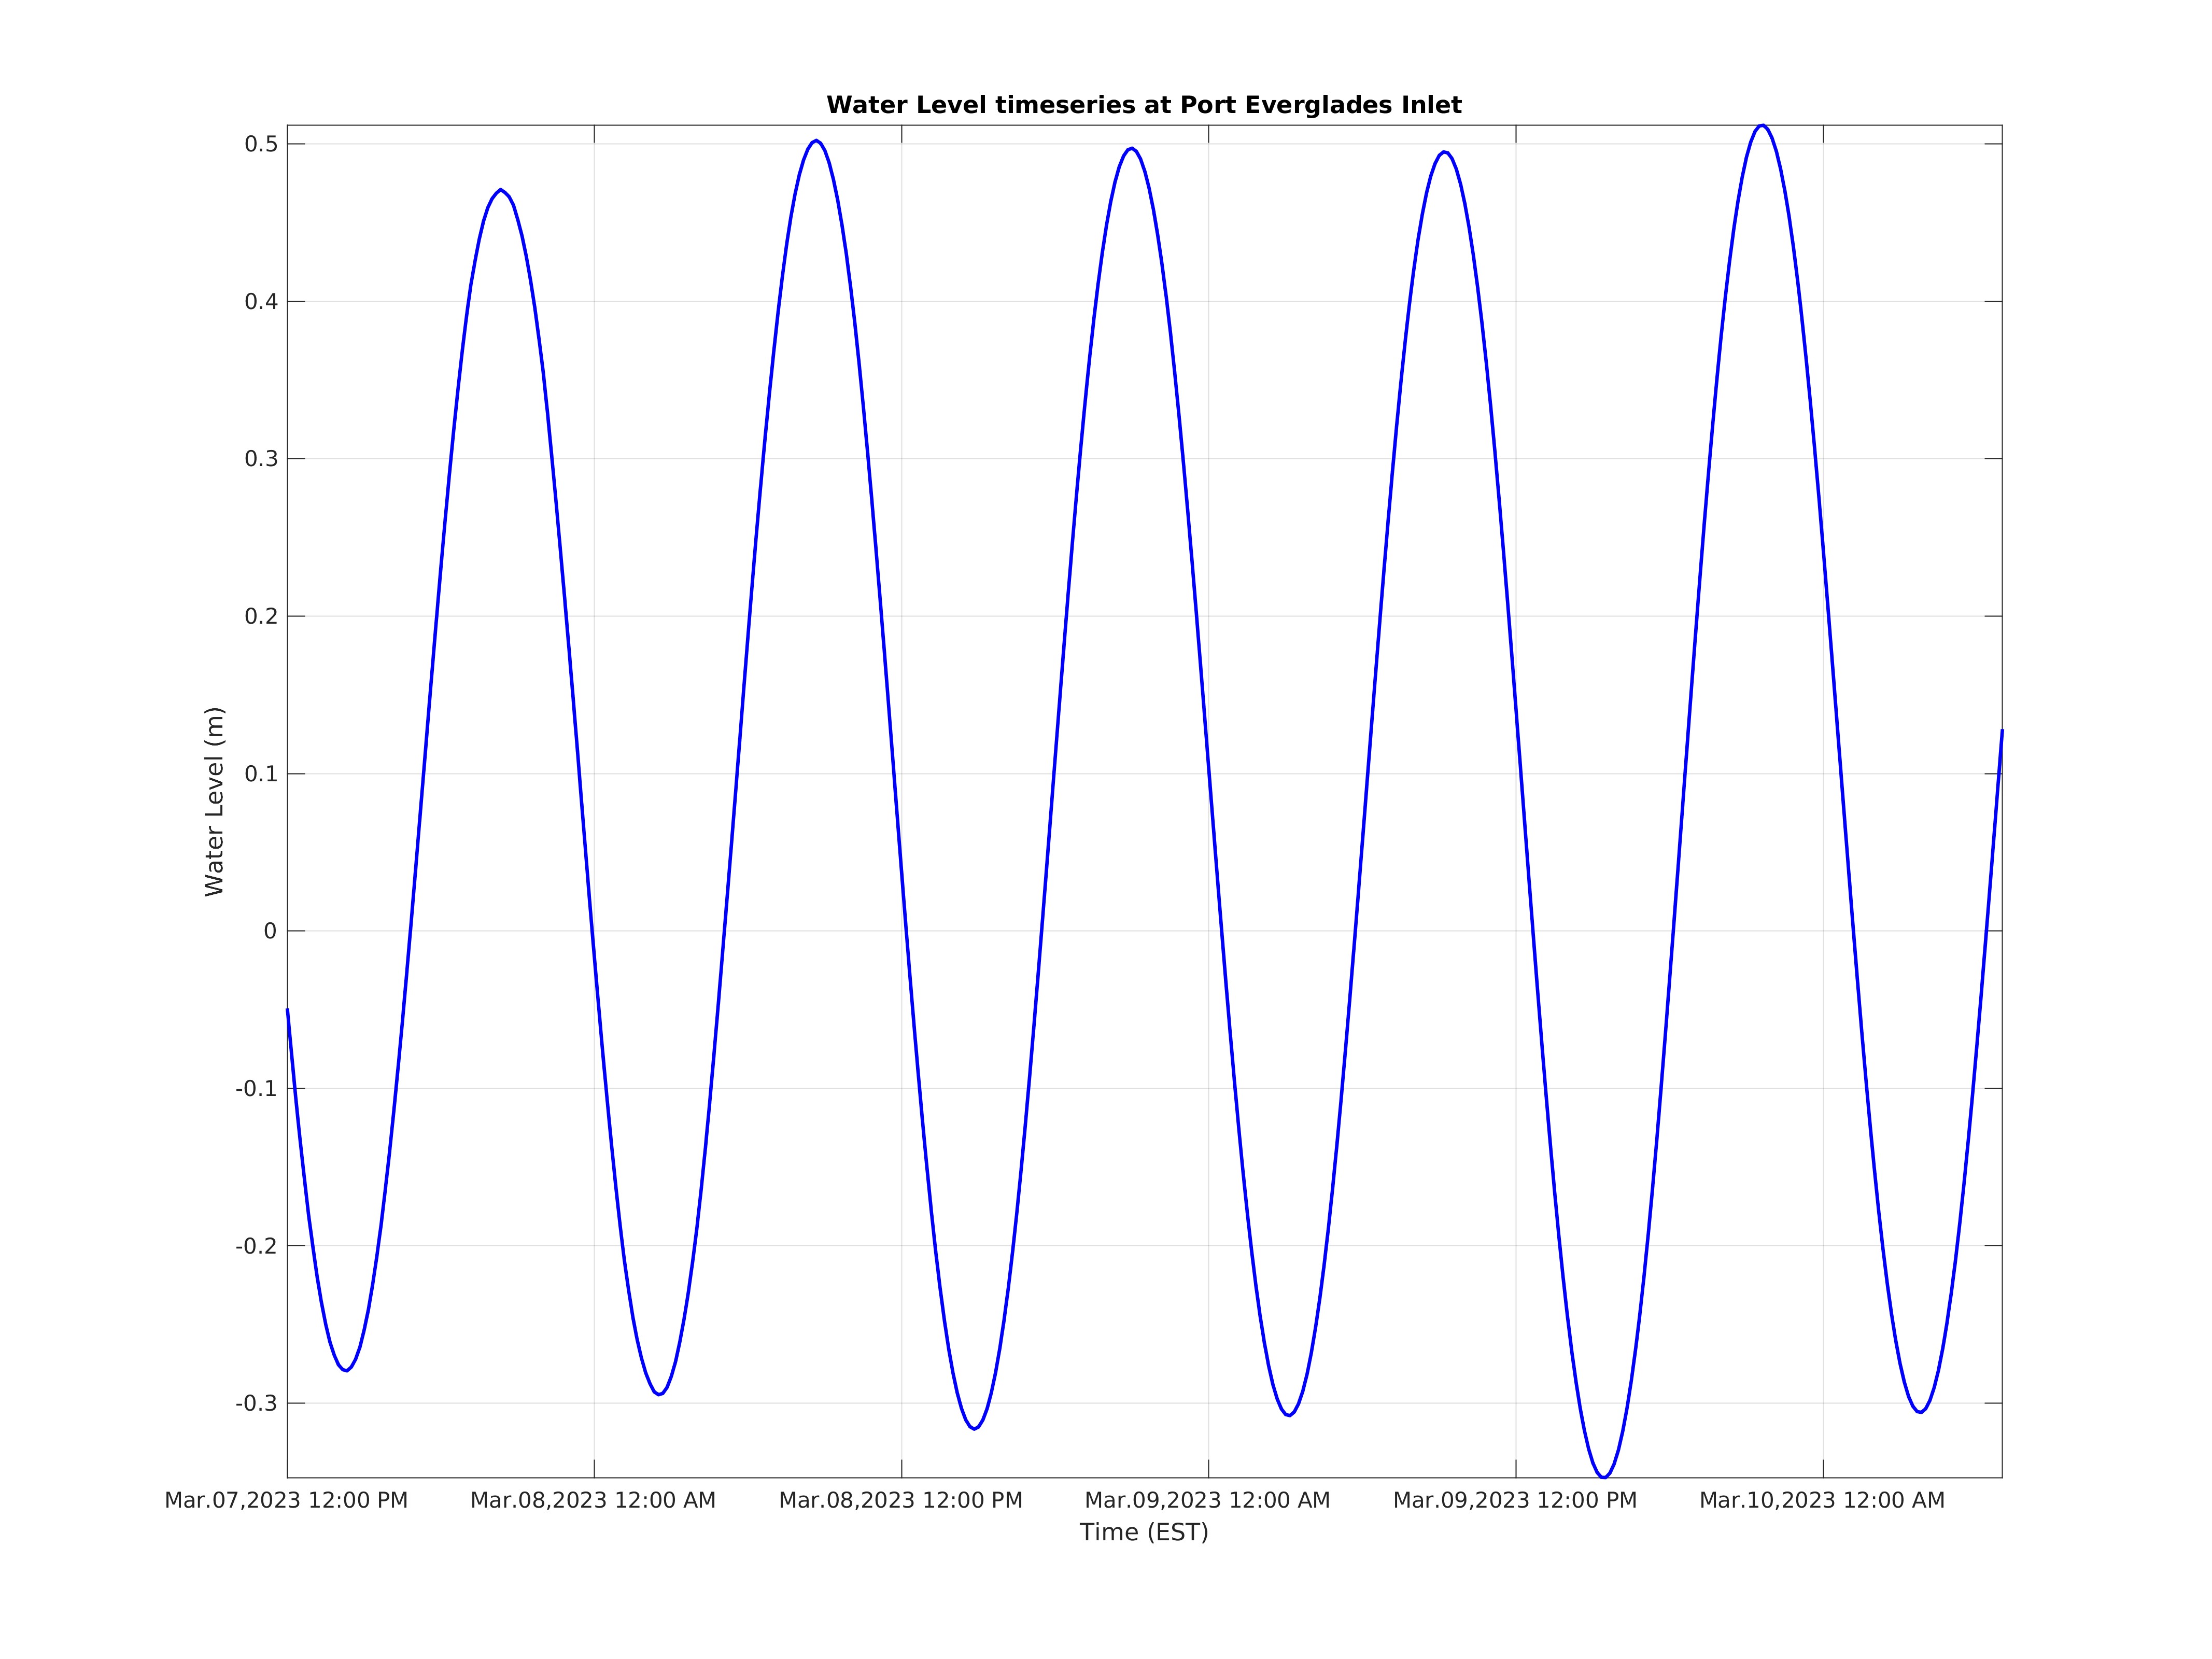 Water Level timeseries at Port Everglades Inlet
0.5
0.4
0.3
0.2
0.1
0
-0.1
-0.2
-0.3
Water Level (m)
Mar.07,2023 12:00 PM Mar.08,2023 12:00 AM Mar.08,2023 12:00 PM Mar.09,2023 12:00 AM Mar.09,2023 12:00 PM Mar.10,2023 12:00 AM
Time (EST)